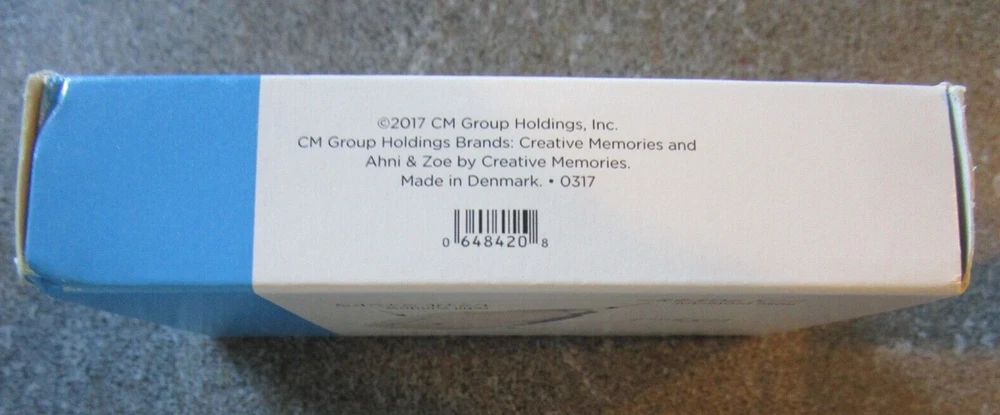 ©2017 CM Group Holdings, Inc.
CM Group Holdings Brands: Creative Memories and
Ahni & Zoe by Creative Memories.
Made in Denmark. • 0317
0 648420 8